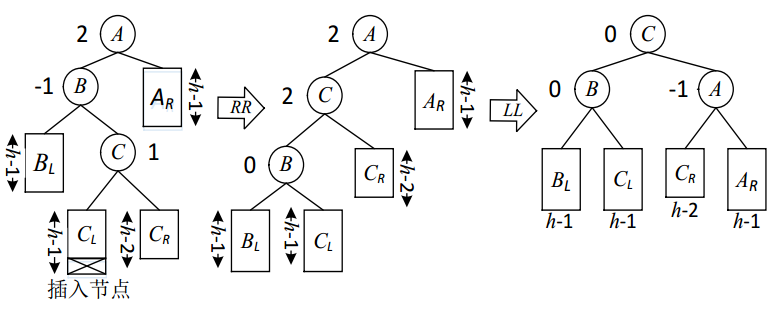 2 A
-1 B
A_R h-1
B_L h-1
C 1
C_L h-1
C_R h-2
插入节点
RR
2 A
2 C
A_R h-1
0 B
C_R h-2
B_L h-1
C_L h-1
LL
0 C
0 B
-1 A
B_L C_L C_R A_R
h-1 h-1 h-2 h-1